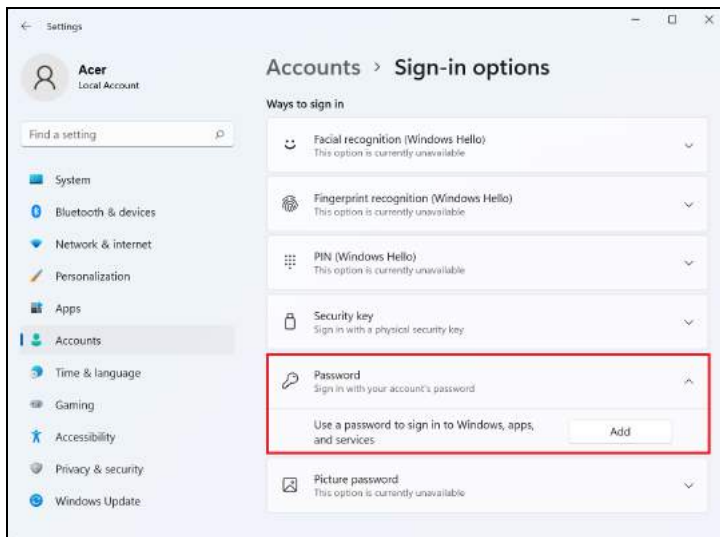 Settings
Acer
Local Account
Find a setting
System
Bluetooth & devices
Network & internet
Personalization
Apps
Accounts
Time & language
Gaming
Accessibility
Privacy & security
Windows Update
Accounts > Sign-in options
Ways to sign in
Facial recognition (Windows Hello)
This option is currently unavailable
Fingerprint recognition (Windows Hello)
This option is currently unavailable
PIN (Windows Hello)
This option is currently unavailable
Security key
Sign in with a physical security key
Password
Sign in with your account's password
Use a password to sign in to Windows, apps,
and services
Add
Picture password
This option is currently unavailable